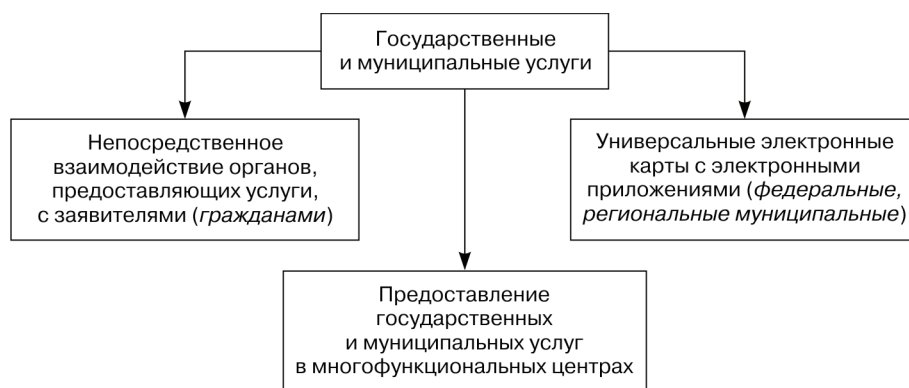 Государственные
и муниципальные услуги
Непосредственное
взаимодействие органов,
предоставляющих услуги,
с заявителями (гражданами)
Универсальные электронные
карты с электронными
приложениями (федеральные,
региональные муниципальные)
Предоставление
государственных
и муниципальных услуг
в многофункциональных центрах